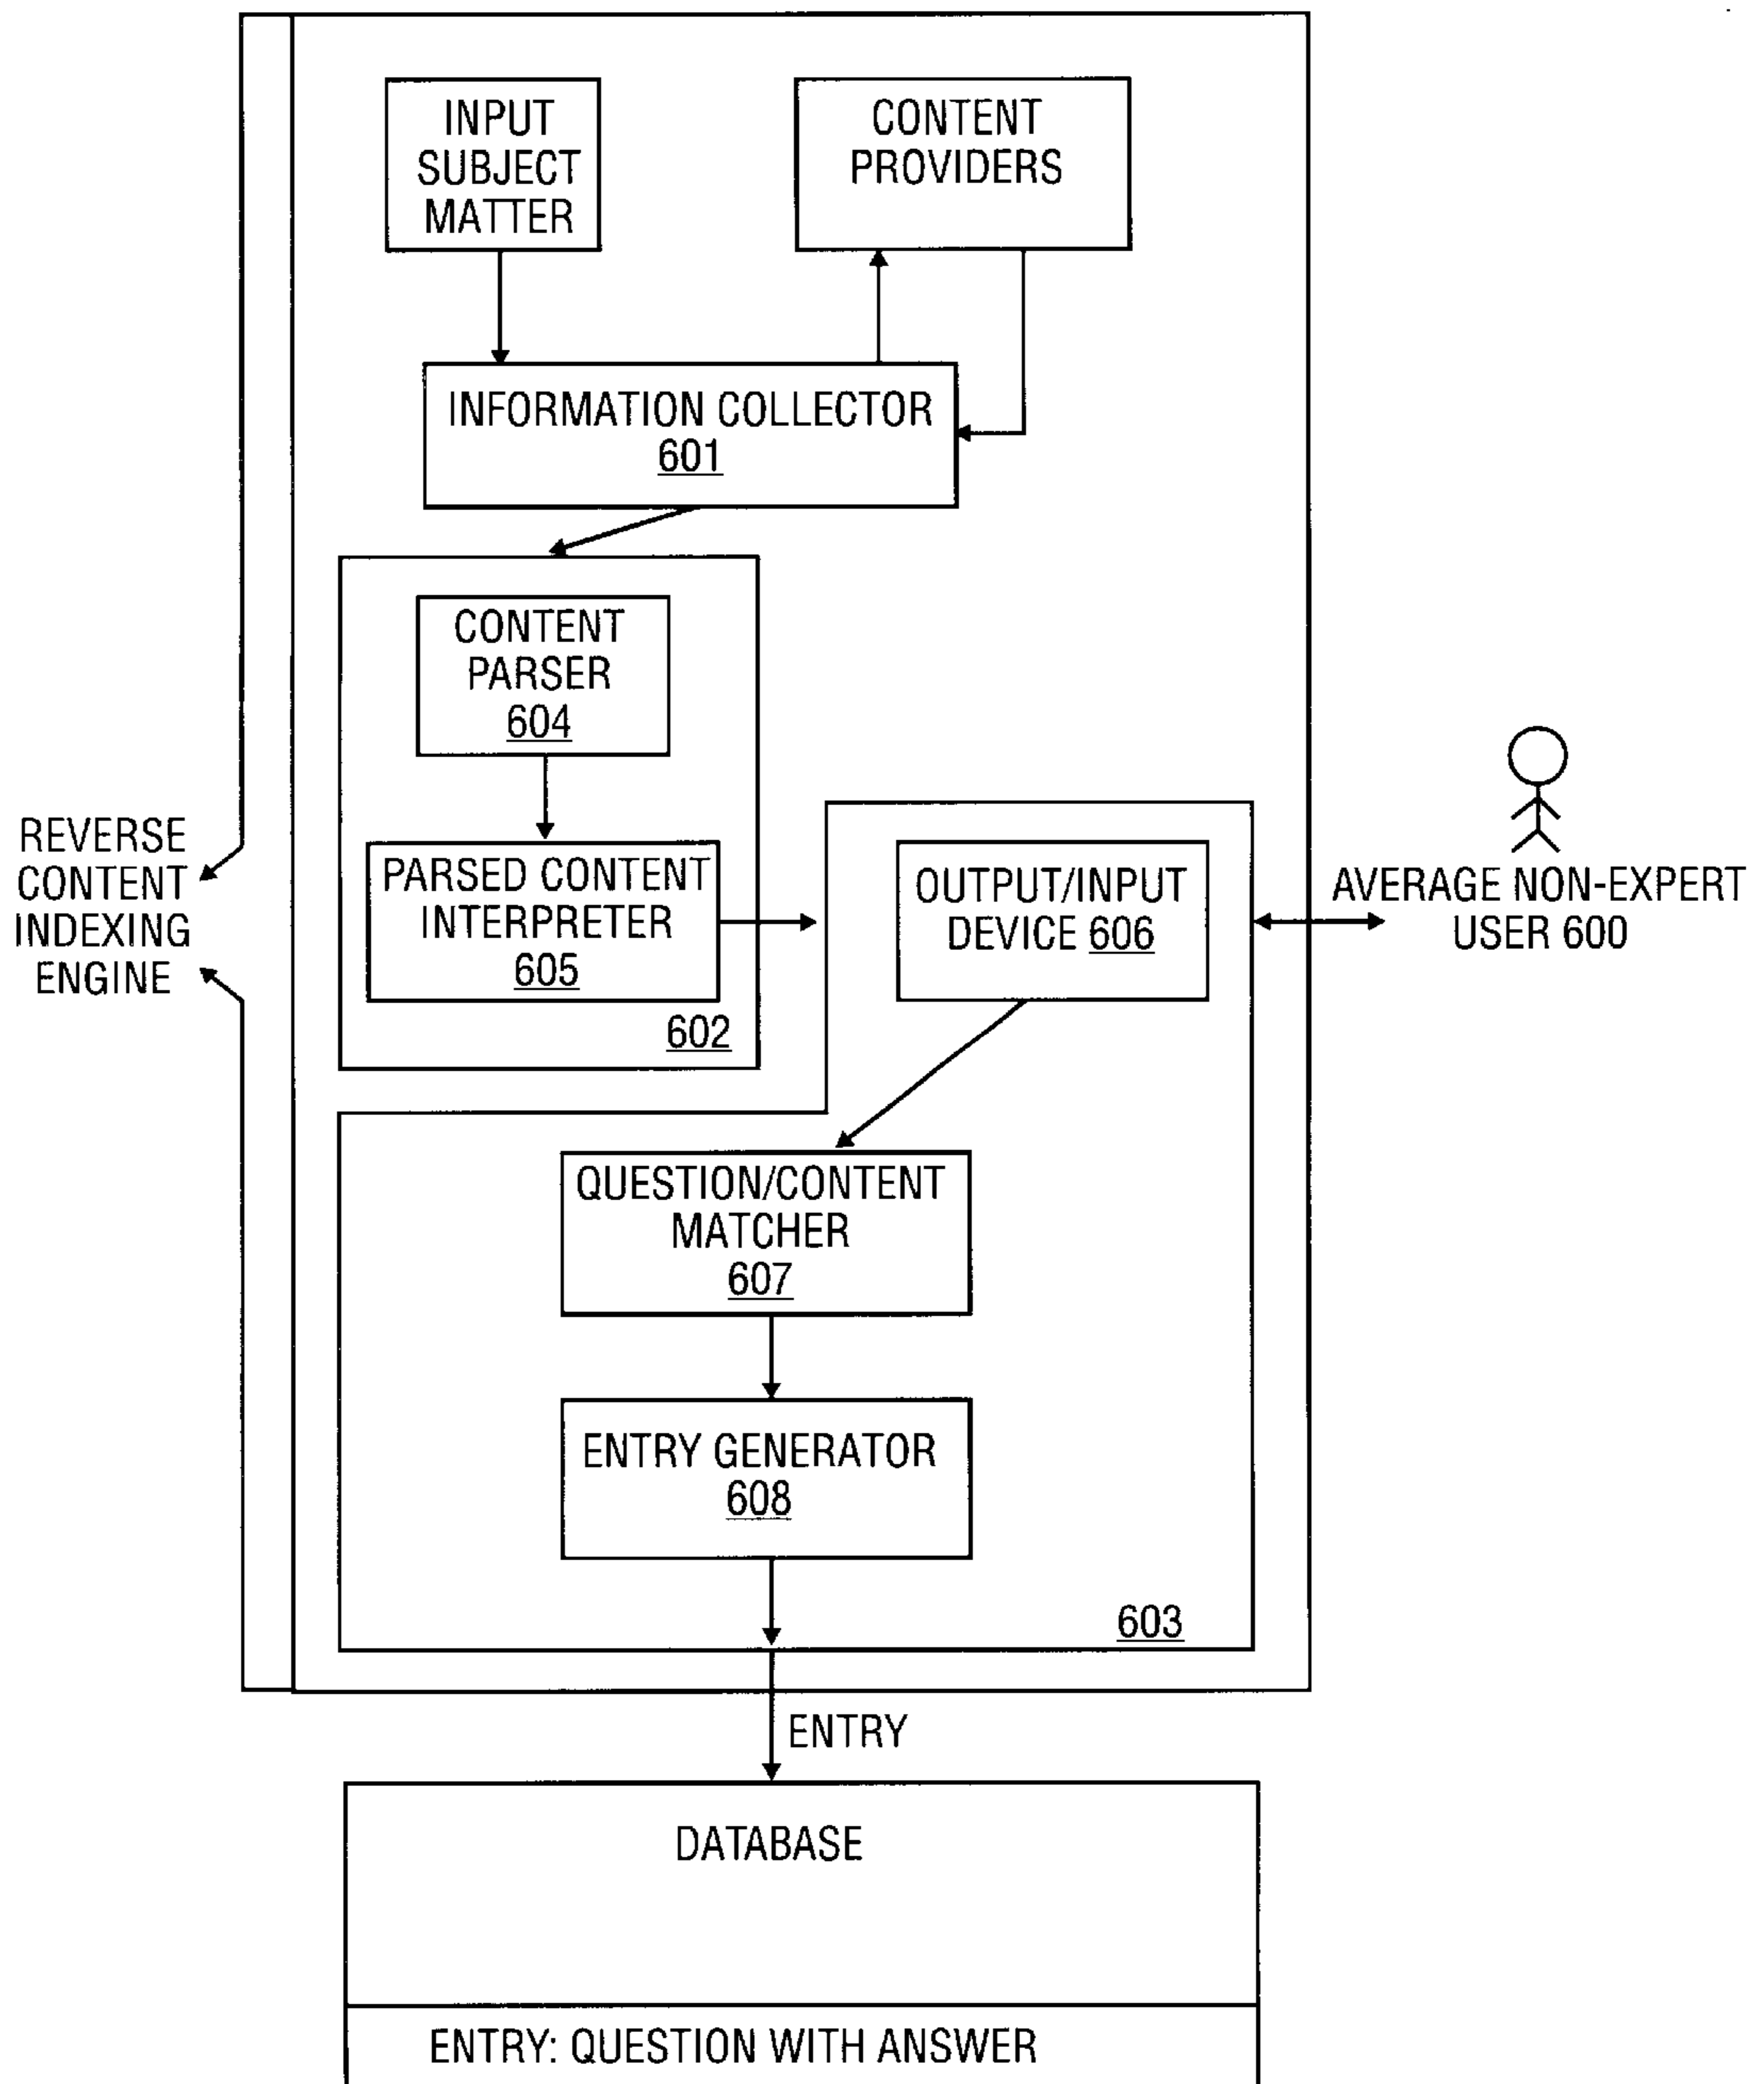 INPUT
SUBJECT
MATTER
CONTENT
PROVIDERS
INFORMATION COLLECTOR
601
CONTENT
PARSER
604
PARSED CONTENT
INTERPRETER
605
602
REVERSE
CONTENT
INDEXING
ENGINE
OUTPUT/INPUT
DEVICE 606
AVERAGE NON-EXPERT
USER 600
QUESTION/CONTENT
MATCHER
607
ENTRY GENERATOR
608
603
ENTRY
DATABASE
ENTRY: QUESTION WITH ANSWER